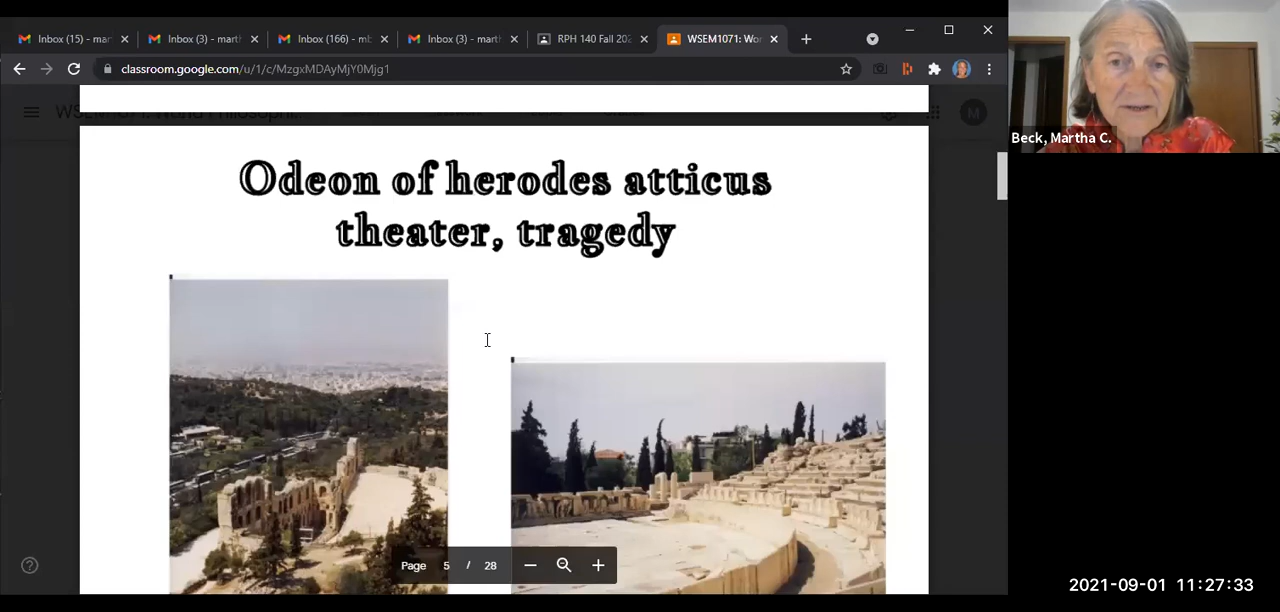 Inbox (15) - mar
Inbox (3) - marth
Inbox (166) - mb
Inbox (3) - marth
RPH 140 Fall 202
WSEM1071: Wor
classroom.google.com/u/1/c/MzgxMDAyMjY0Mjg1
M
Odeon of herodes atticus
theater, tragedy
Page 5 / 28
Beck, Martha C.
2021-09-01 11:27:33